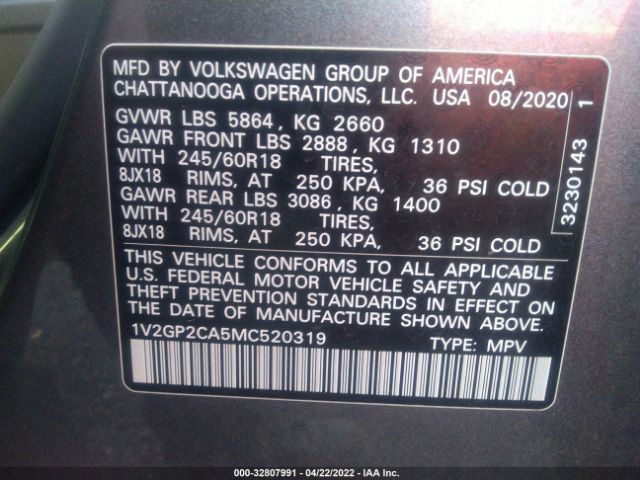 MFD BY VOLKSWAGEN GROUP OF AMERICA
CHATTANOOGA OPERATIONS, LLC. USA 08/2020
GVWR LBS 5864, KG 2660
GAWR FRONT LBS 2888, KG 1310
WITH 245/60R18 TIRES,
8JX18 RIMS, AT 250 KPA, 36 PSI COLD
GAWR REAR LBS 3086, KG 1400
WITH 245/60R18 TIRES,
8JX18 RIMS, AT 250 KPA, 36 PSI COLD
THIS VEHICLE CONFORMS TO ALL APPLICABLE
U.S. FEDERAL MOTOR VEHICLE SAFETY AND
THEFT PREVENTION STANDARDS IN EFFECT ON
THE DATE OF MANUFACTURE SHOWN ABOVE.
1V2GP2CA5MC520319 TYPE: MPV
3230143 1
000-32807991 - 04/22/2022 - IAA Inc.